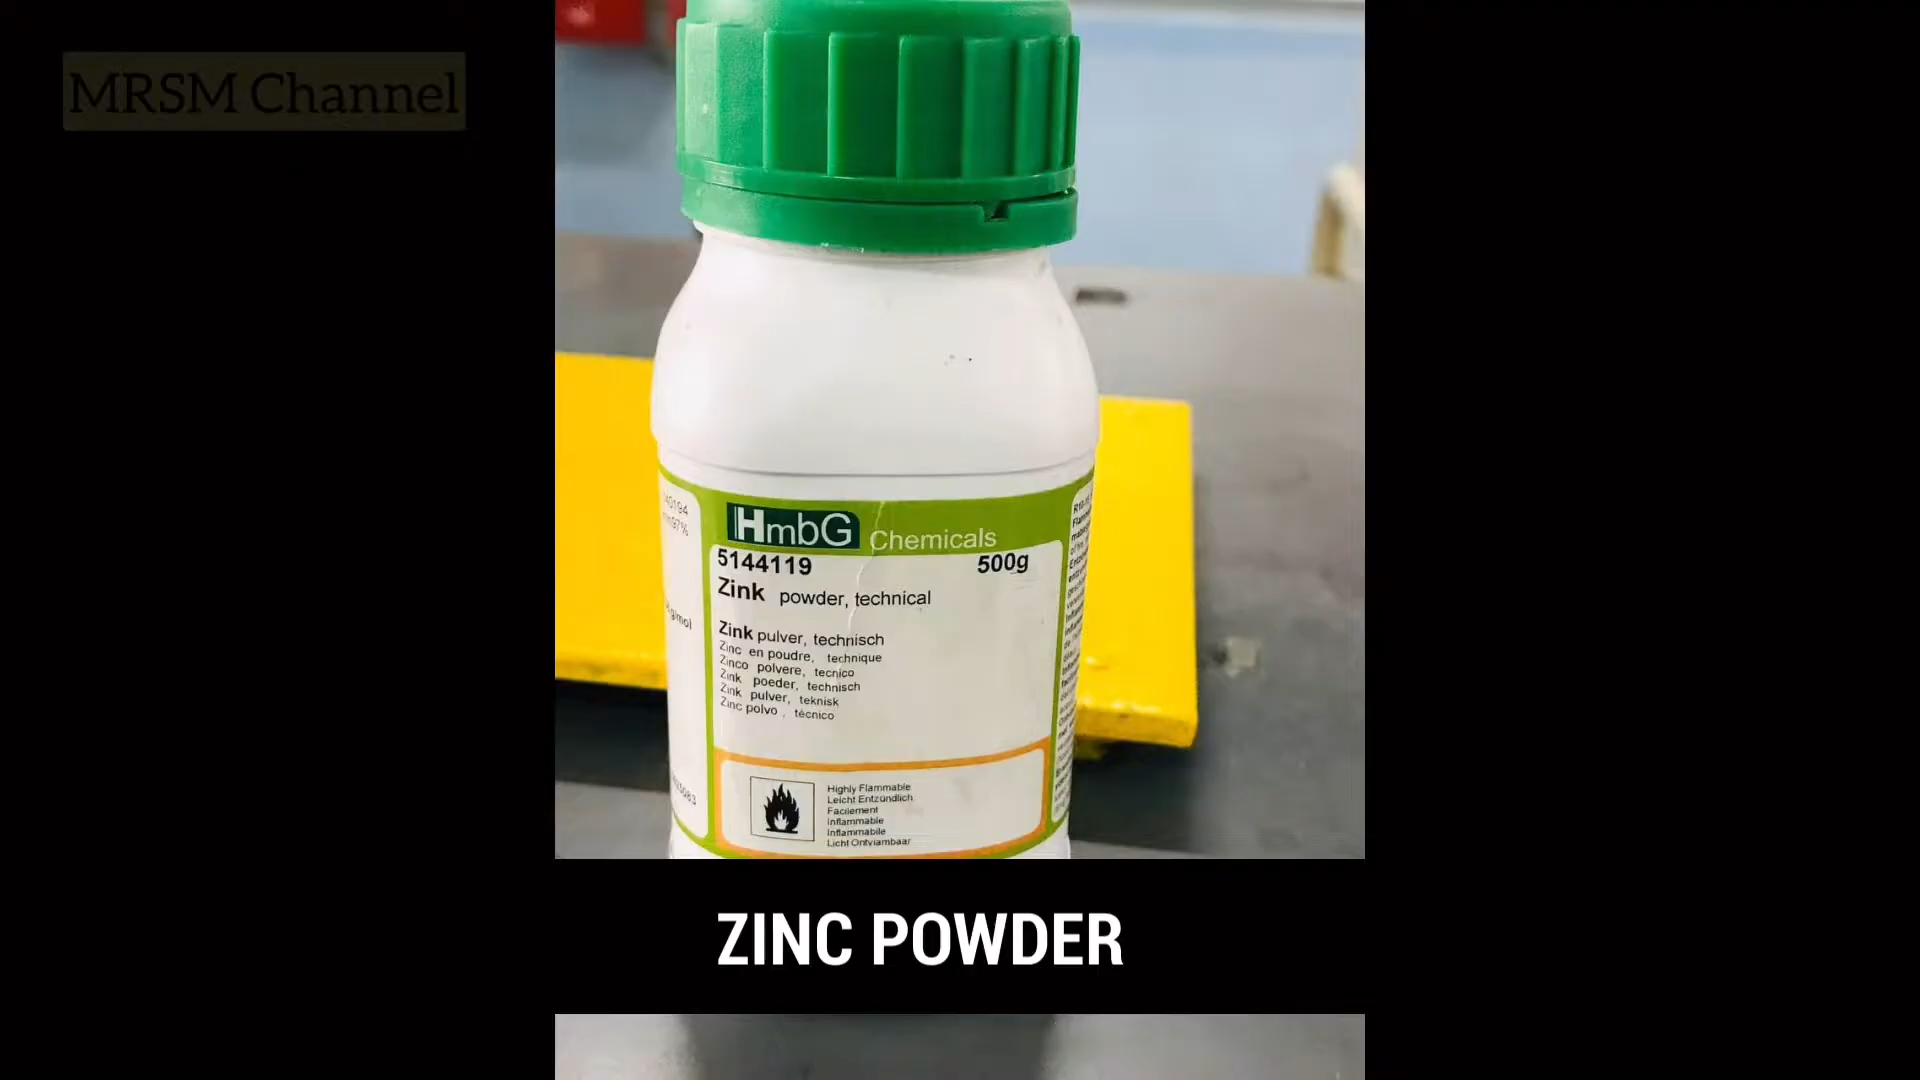 MRSM Channel
HmbG Chemicals
5144119 500g
Zink powder, technical
Zink pulver, technisch
Zinc en poudre, technique
Zinco polvere, tecnico
Zink poeder, technisch
Zink pulver, teknisk
Zinc polvo, técnico
Highly Flammable
Leicht Entzündlich
Facilement
Inflammable
Inflammabile
Licht Ontvlambaar
ZINC POWDER